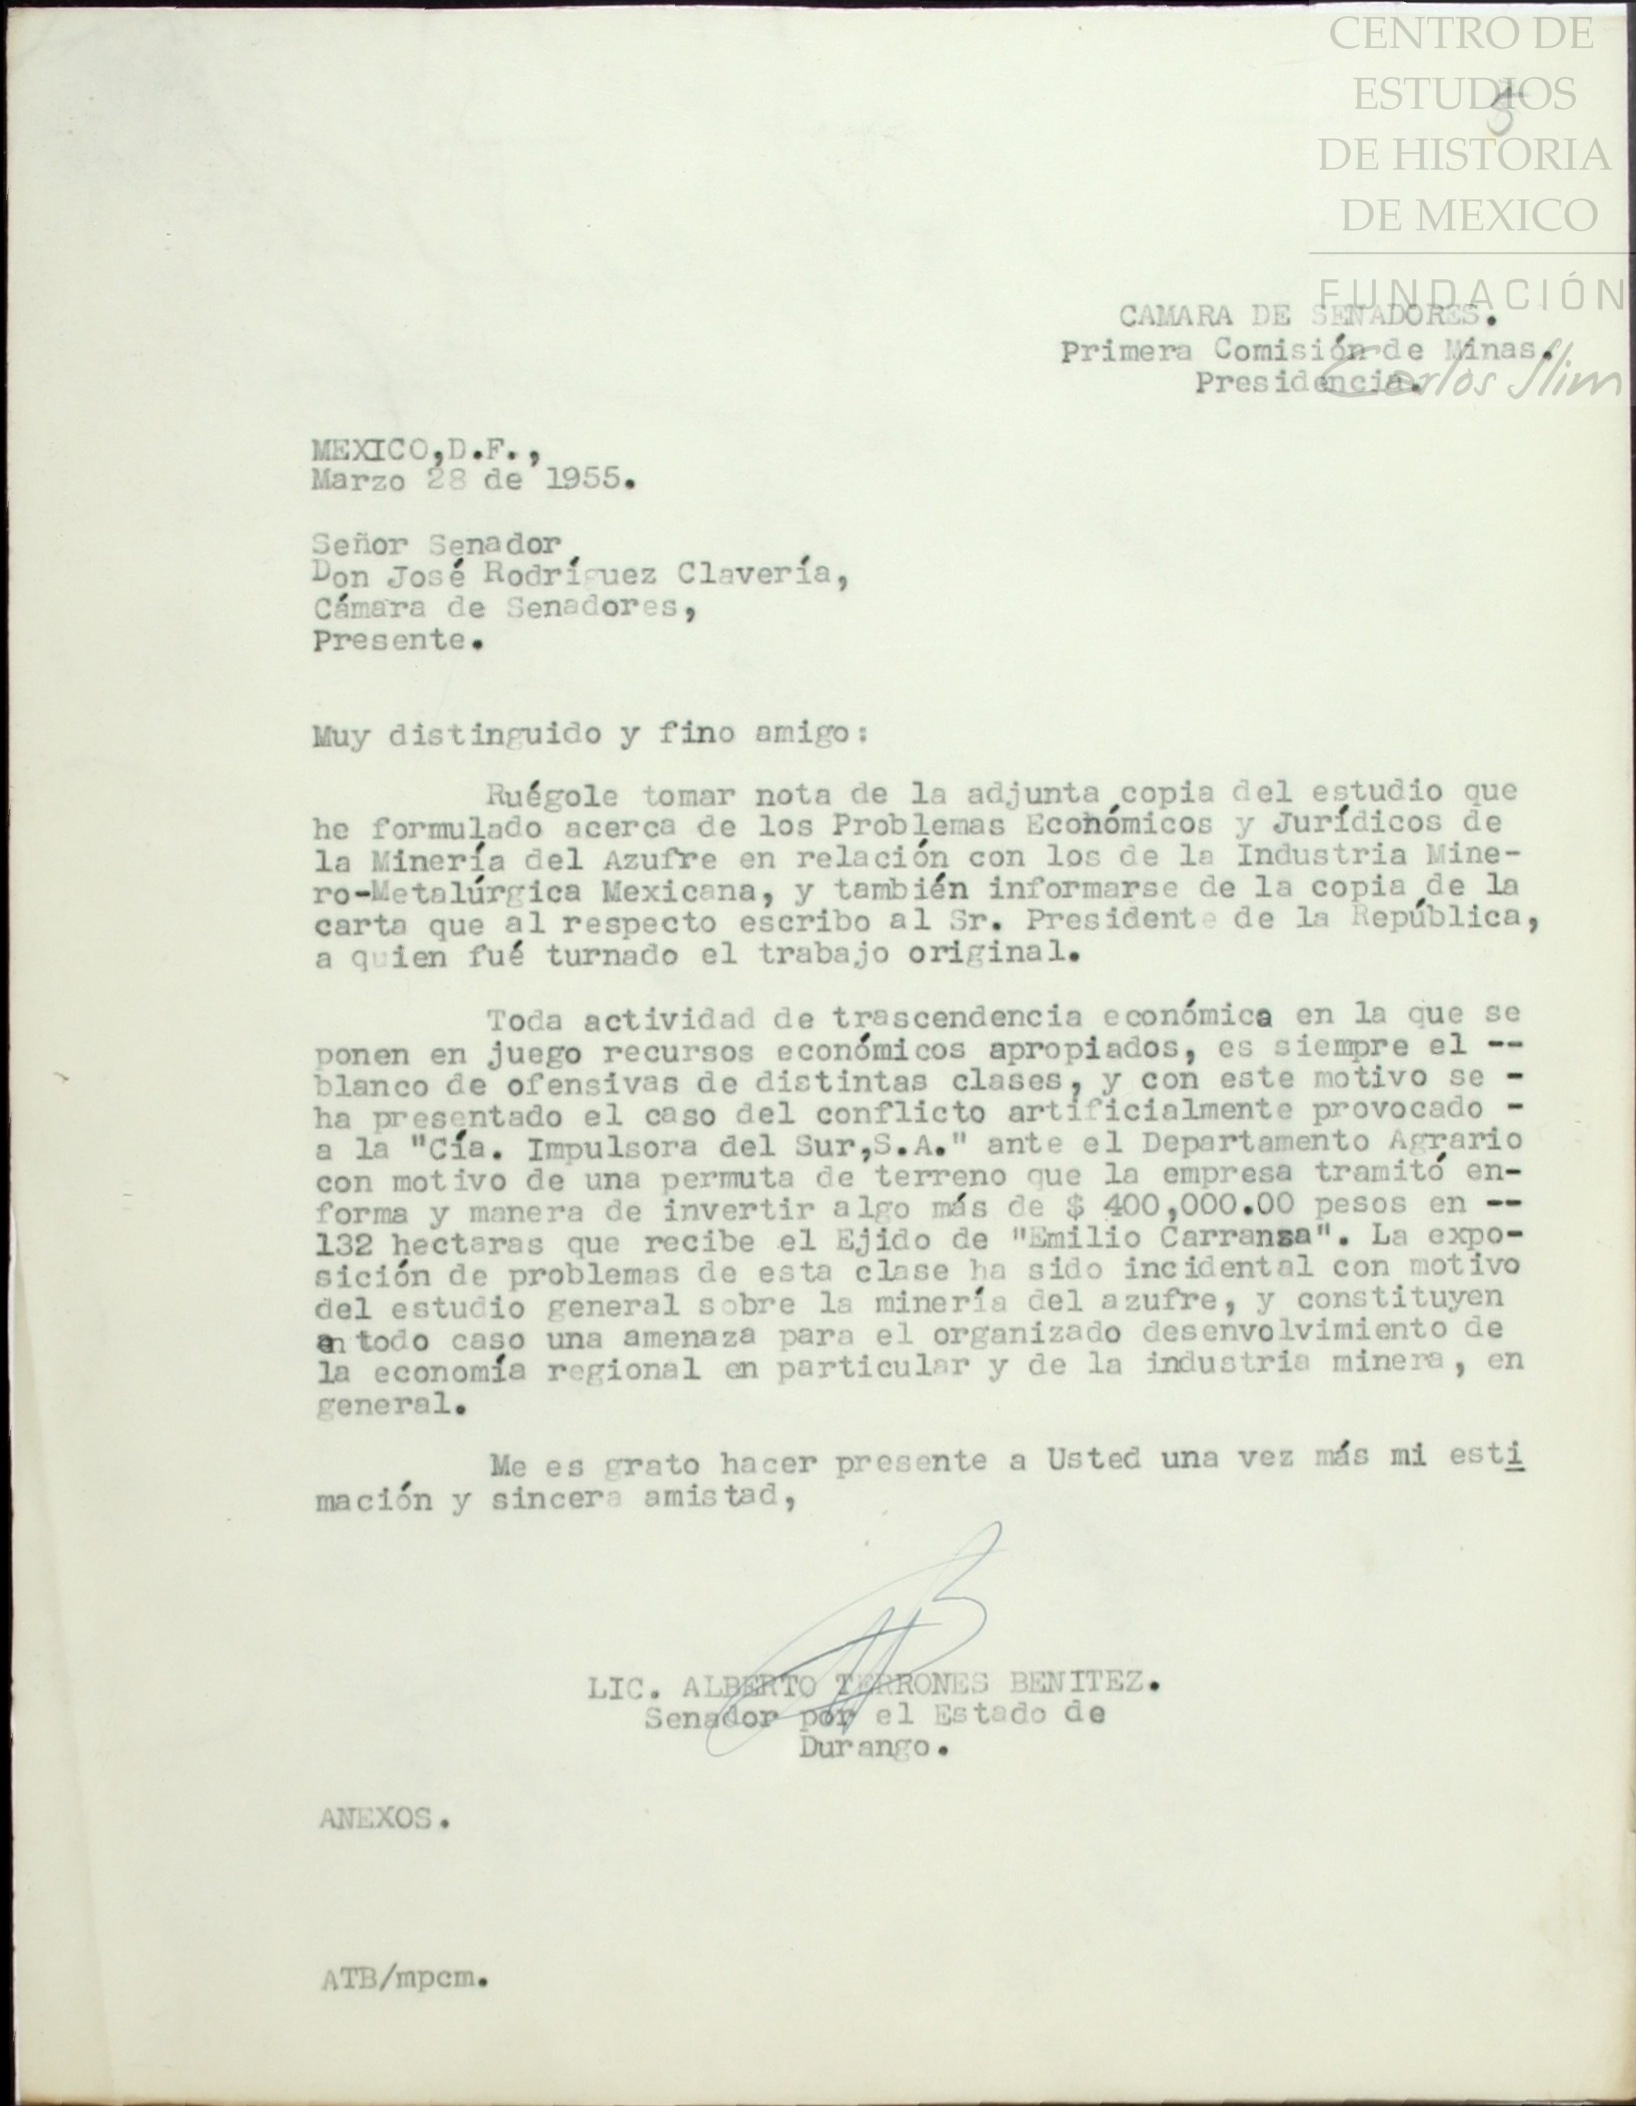 CENTRO DE
ESTUDIOS
DE HISTORIA
DE MEXICO
FUNDACIÓN
Carlos Slim
5
CAMARA DE SENADORES.
Primera Comisión de Minas.
Presidencia.
MEXICO,D.F.,
Marzo 28 de 1955.
Señor Senador
Don José Rodríguez Clavería,
Cámara de Senadores,
Presente.
Muy distinguido y fino amigo:
Ruégole tomar nota de la adjunta copia del estudio que
he formulado acerca de los Problemas Económicos y Jurídicos de
la Minería del Azufre en relación con los de la Industria Mine-
ro-Metalúrgica Mexicana, y también informarse de la copia de la
carta que al respecto escribo al Sr. Presidente de la República,
a quien fué turnado el trabajo original.
Toda actividad de trascendencia económica en la que se
ponen en juego recursos económicos apropiados, es siempre el --
blanco de ofensivas de distintas clases, y con este motivo se -
ha presentado el caso del conflicto artificialmente provocado -
a la "Cía. Impulsora del Sur,S.A." ante el Departamento Agrario
con motivo de una permuta de terreno que la empresa tramitó en-
forma y manera de invertir algo más de $ 400,000.00 pesos en --
132 hectaras que recibe el Ejido de "Emilio Carranza". La expo-
sición de problemas de esta clase ha sido incidental con motivo
del estudio general sobre la minería del azufre, y constituyen
en todo caso una amenaza para el organizado desenvolvimiento de
la economía regional en particular y de la industria minera, en
general.
Me es grato hacer presente a Usted una vez más mi esti
mación y sincera amistad,
LIC. ALBERTO TERRONES BENITEZ.
Senador por el Estado de
Durango.
ANEXOS.
ATB/mpcm.